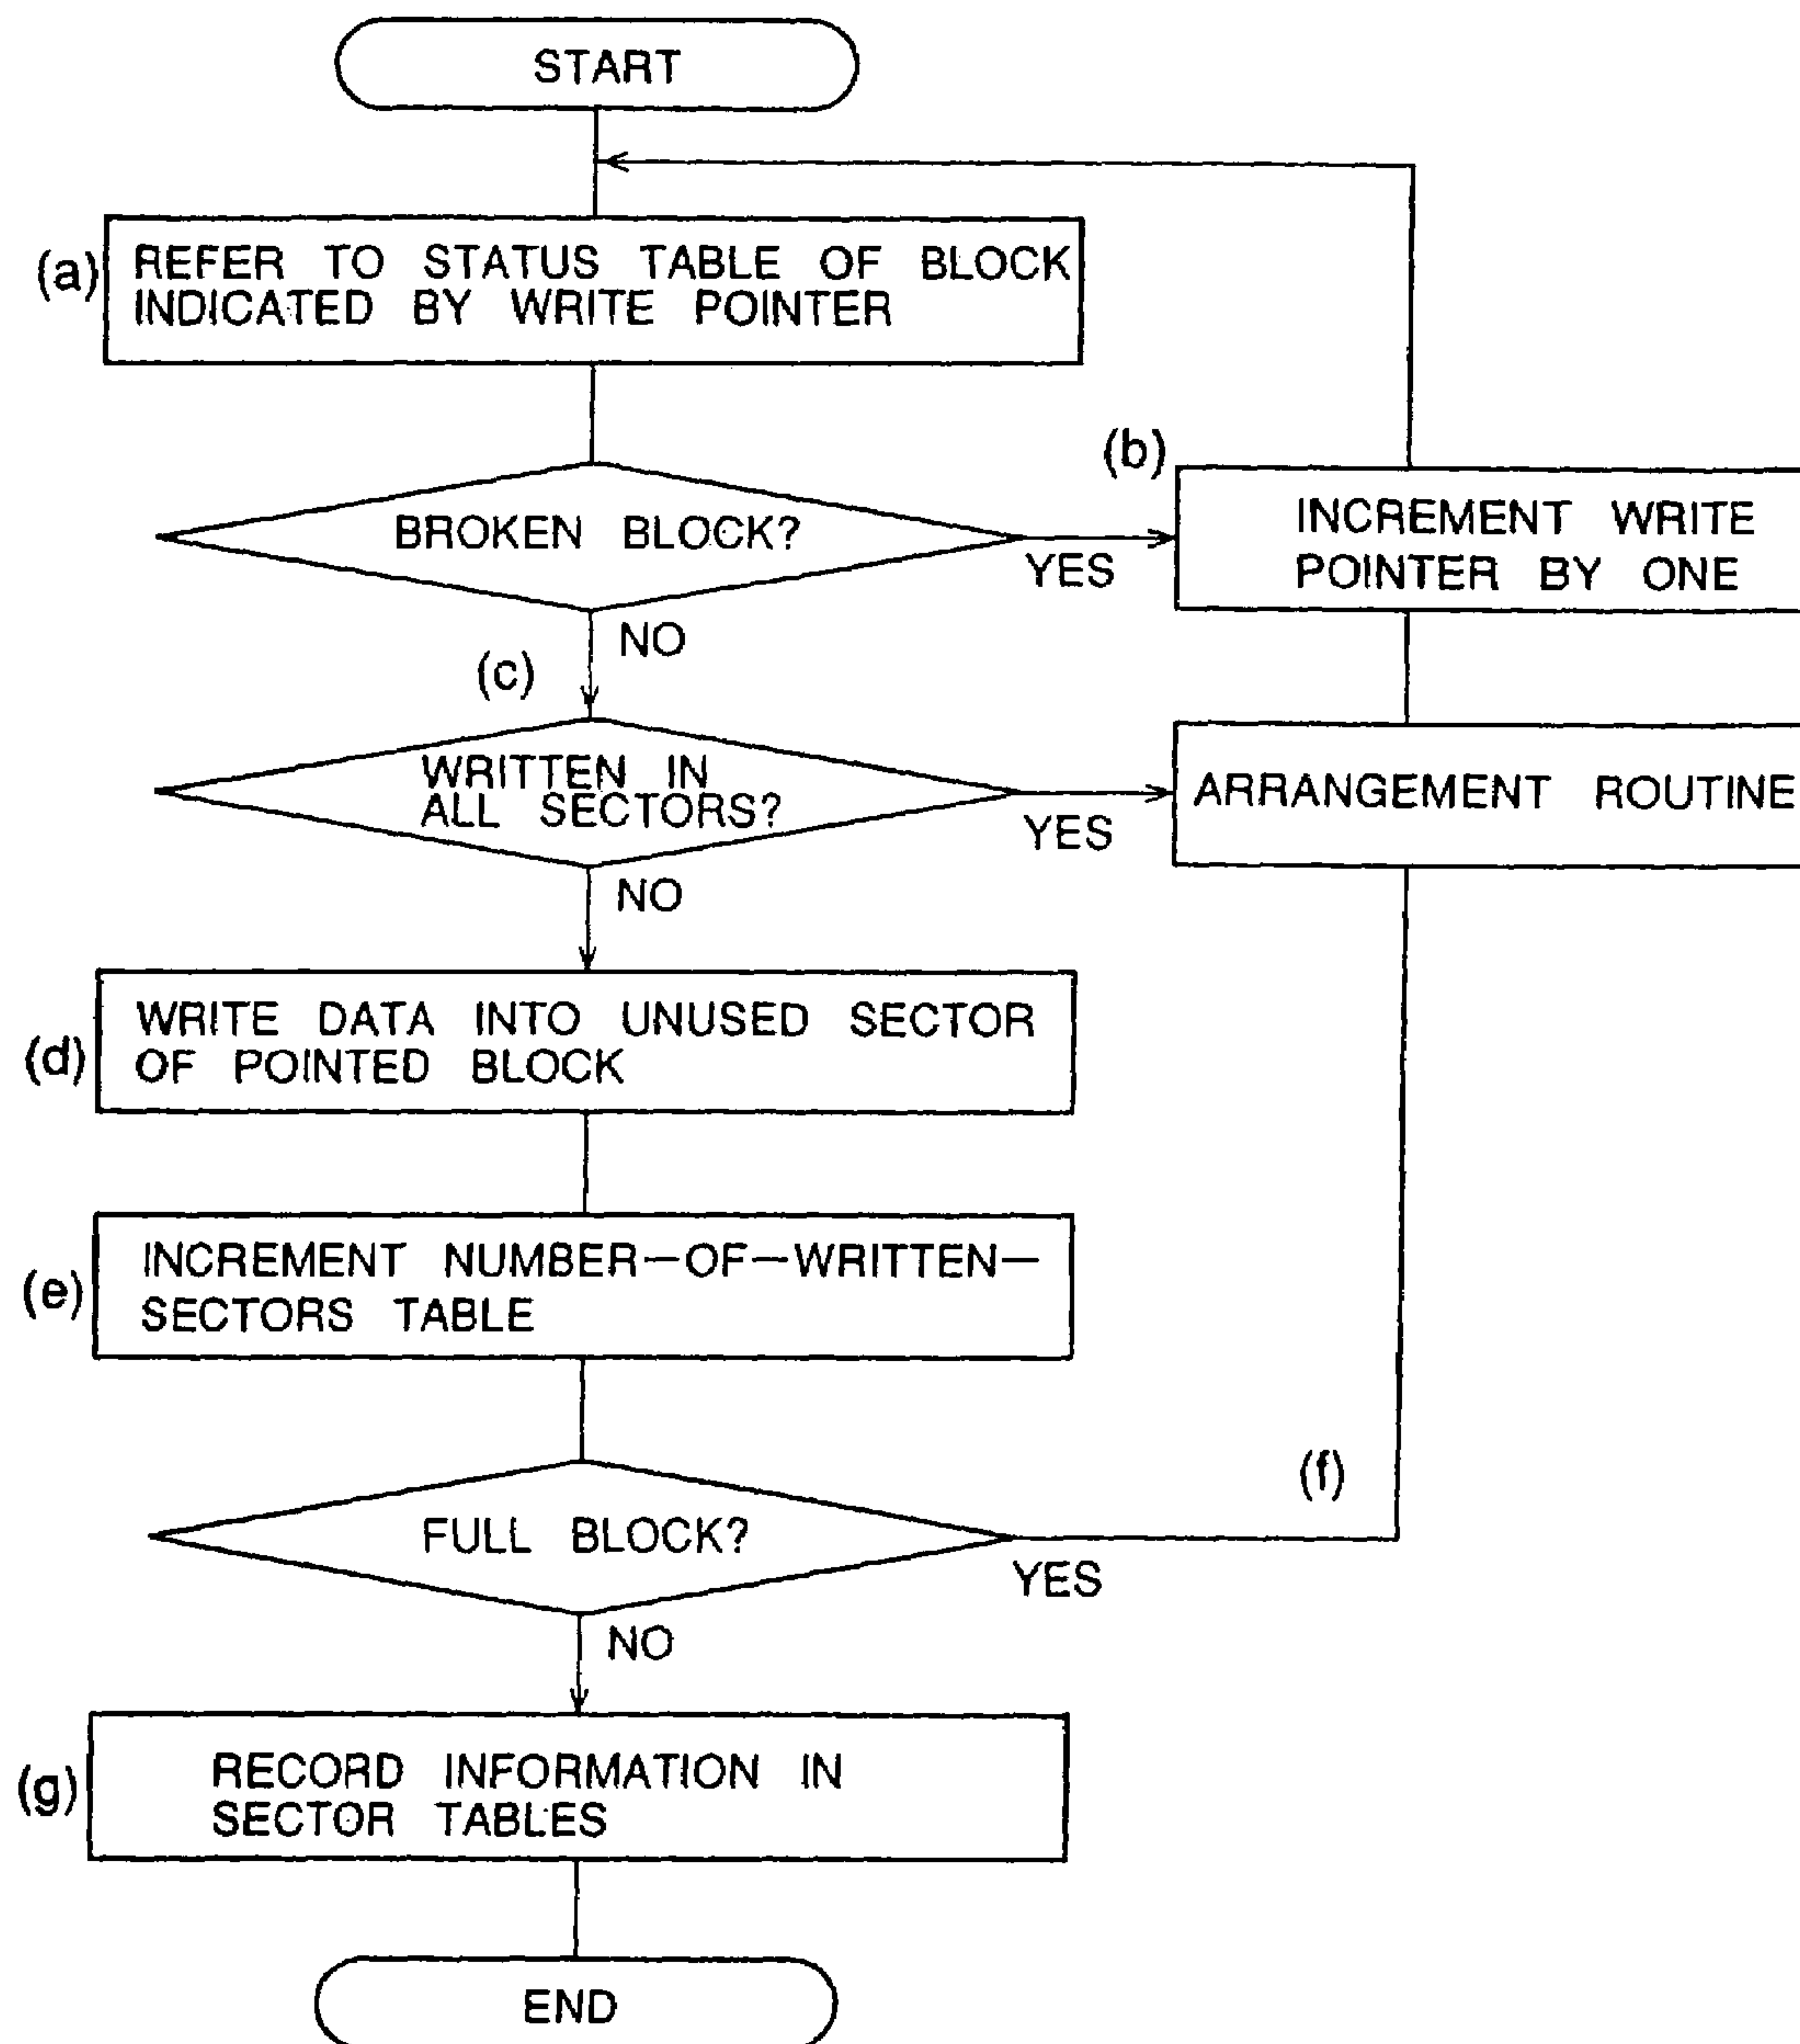 START
(a)
REFER TO STATUS TABLE OF BLOCK
INDICATED BY WRITE POINTER
BROKEN BLOCK?
YES
NO
(b)
INCREMENT WRITE
POINTER BY ONE
(c)
WRITTEN IN
ALL SECTORS?
YES
NO
ARRANGEMENT ROUTINE
(d)
WRITE DATA INTO UNUSED SECTOR
OF POINTED BLOCK
(e)
INCREMENT NUMBER-OF-WRITTEN-
SECTORS TABLE
FULL BLOCK?
(f)
YES
NO
(g)
RECORD INFORMATION IN
SECTOR TABLES
END